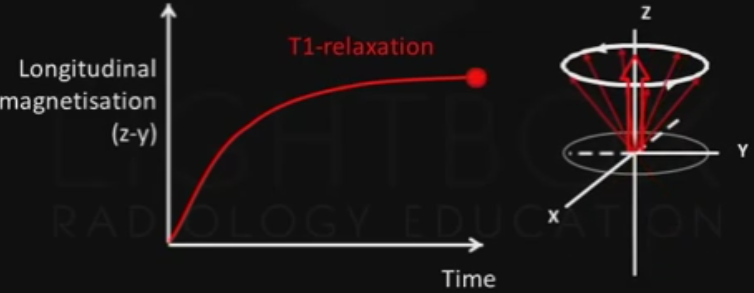 T1-relaxation
Longitudinal
magnetisation
(z-y)
Time
Z
Y
X
LIGHTBOX
RADIOLOGY EDUCATION